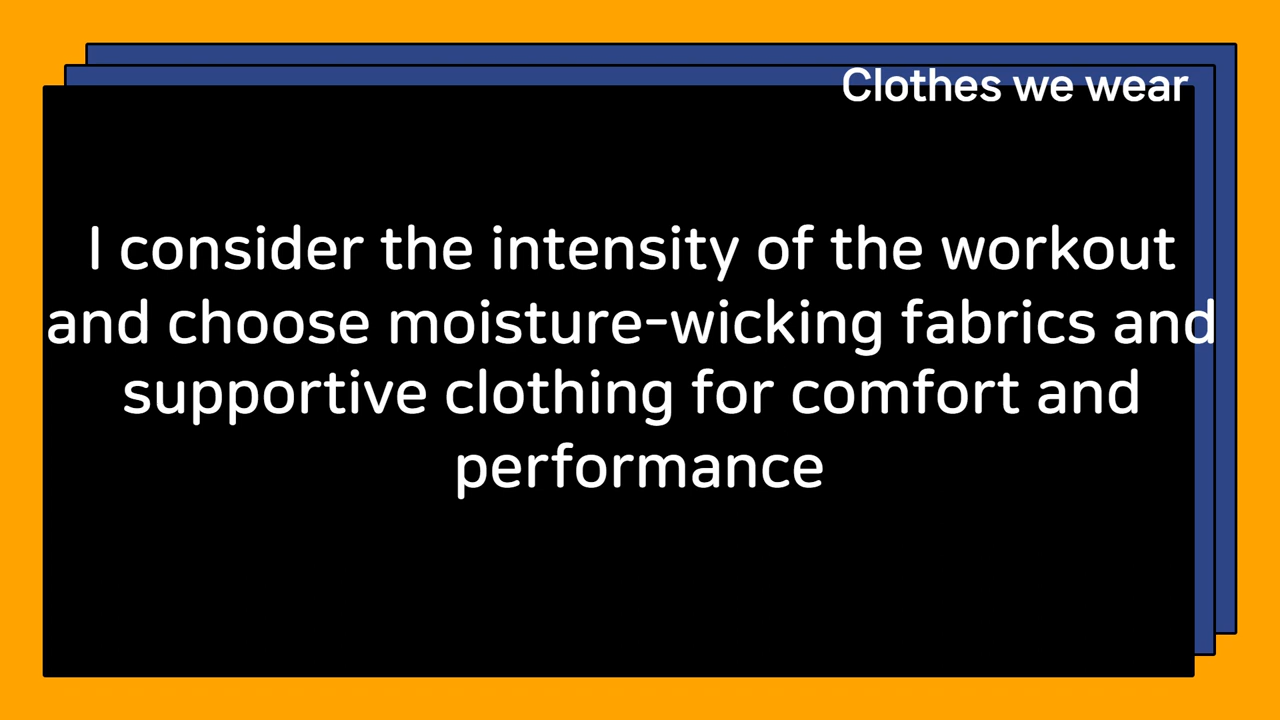 Clothes we wear
I consider the intensity of the workout
and choose moisture-wicking fabrics and
supportive clothing for comfort and
performance